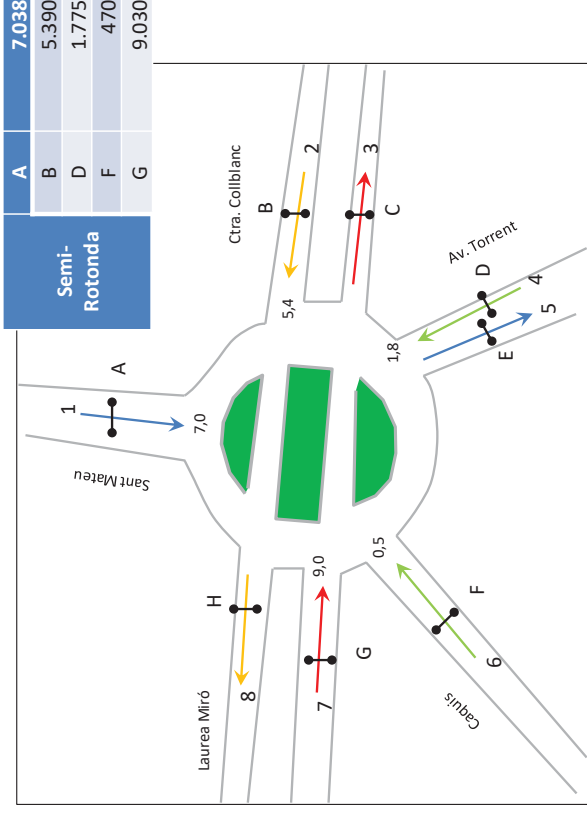 Semi-
Rotonda
A 7.038
B 5.390
D 1.775
F 470
G 9.030
Ctra. Collblanc
B
2
3
C
5,4
Av. Torrent
D
4
5
E
1,8
A
1
Sant Mateu
7,0
H
8
Laurea Miró
9,0
G
7
0,5
F
6
Caquis